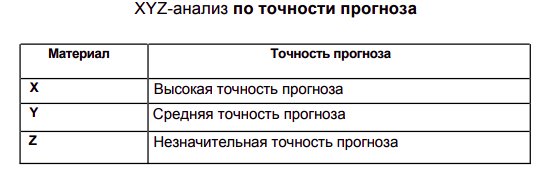 XYZ-анализ по точности прогноза
Материал Точность прогноза
X Высокая точность прогноза
Y Средняя точность прогноза
Z Незначительная точность прогноза